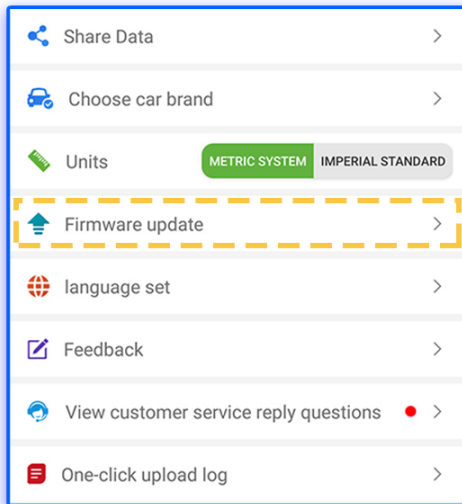 Share Data
Choose car brand
Units METRIC SYSTEM IMPERIAL STANDARD
Firmware update
language set
Feedback
View customer service reply questions
One-click upload log